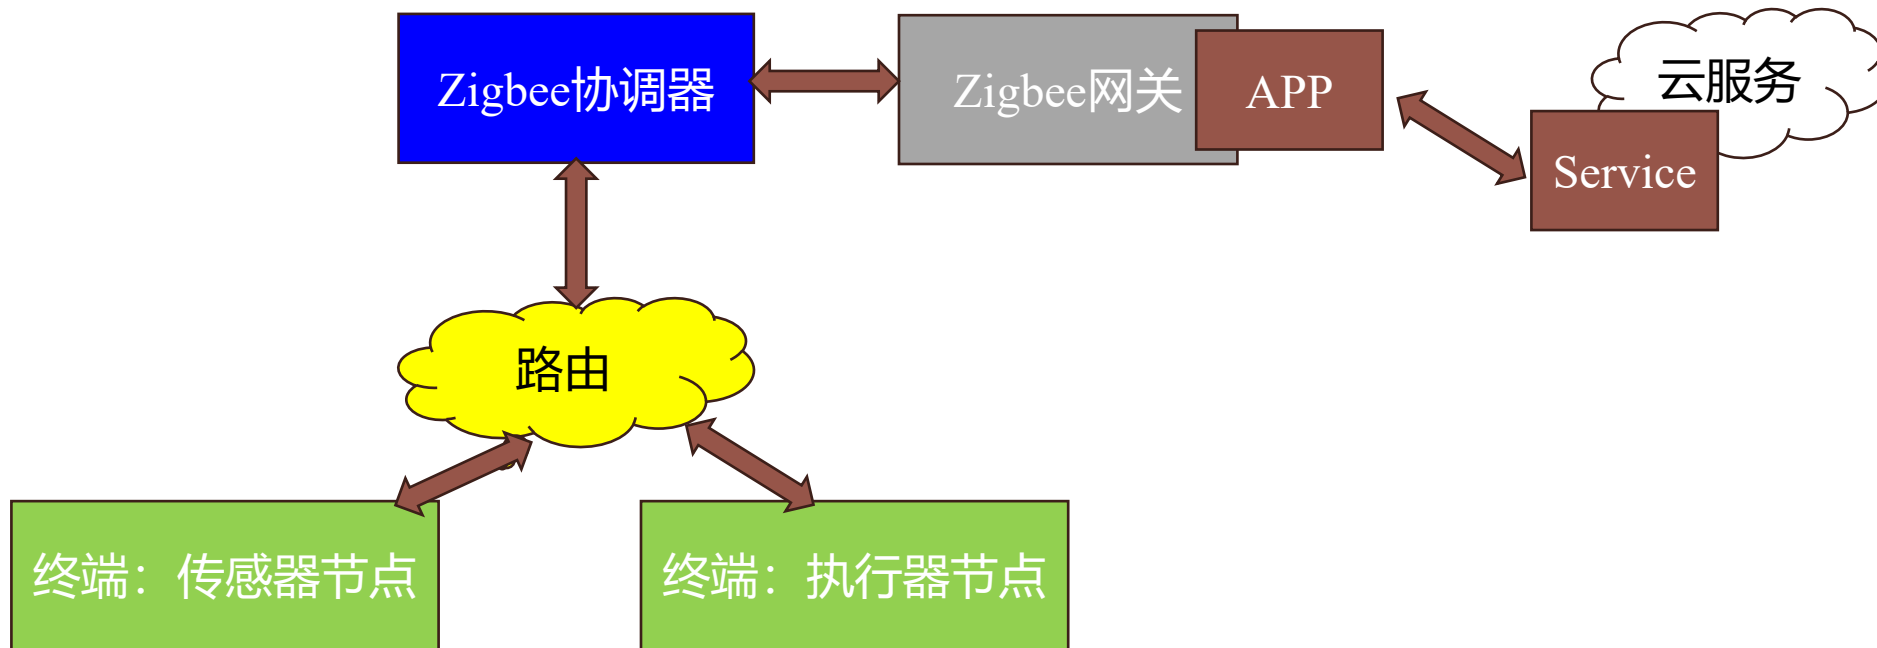 Zigbee协调器
Zigbee网关
APP
云服务
Service
路由
终端：传感器节点
终端：执行器节点